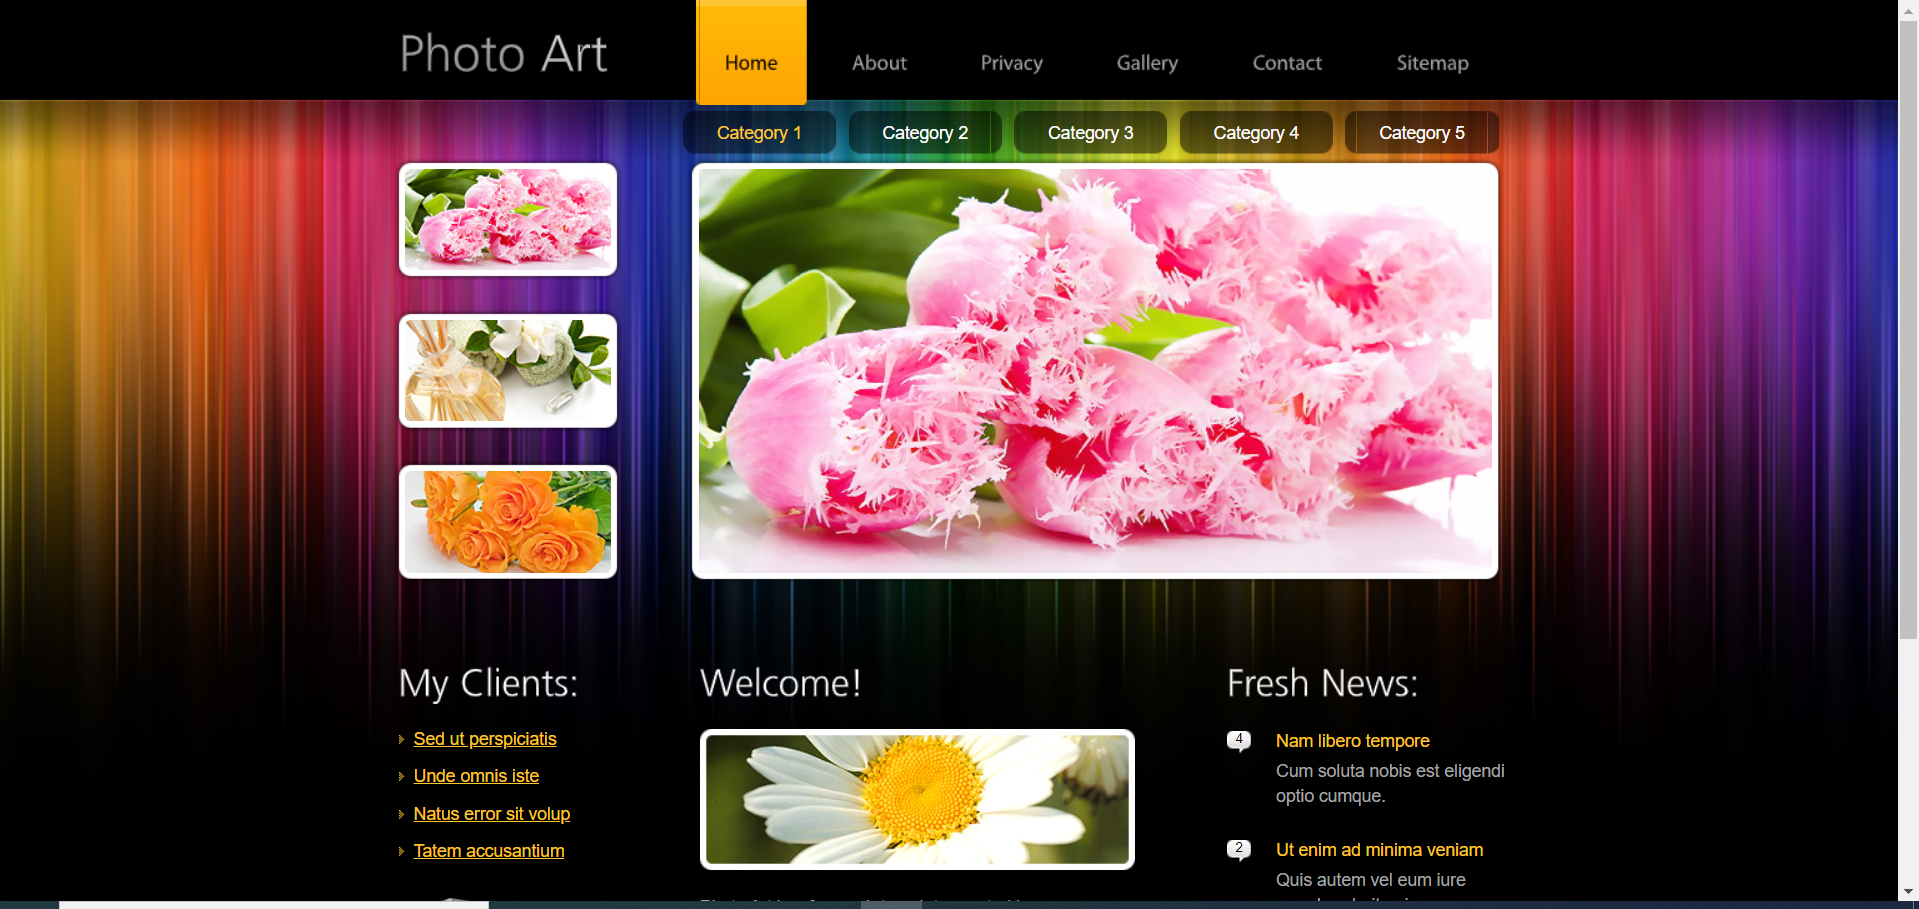 Photo Art
Home
About
Privacy
Gallery
Contact
Sitemap
Category 1
Category 2
Category 3
Category 4
Category 5
My Clients:
Sed ut perspiciatis
Unde omnis iste
Natus error sit volup
Tatem accusantium
Welcome!
Fresh News:
4
Nam libero tempore
Cum soluta nobis est eligendi
optio cumque.
2
Ut enim ad minima veniam
Quis autem vel eum iure